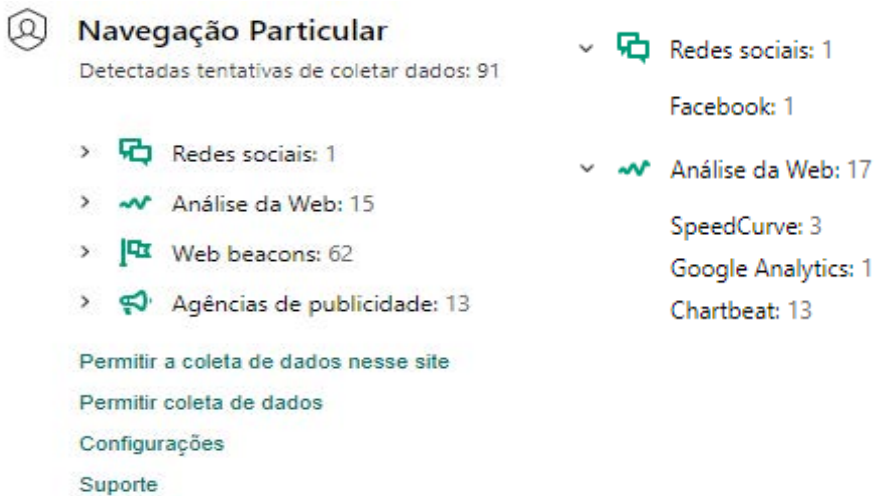 Navegação Particular
Detectadas tentativas de coletar dados: 91
Redes sociais: 1
Análise da Web: 15
Web beacons: 62
Agências de publicidade: 13
Permitir a coleta de dados nesse site
Permitir coleta de dados
Configurações
Suporte
Redes sociais: 1
Facebook: 1
Análise da Web: 17
SpeedCurve: 3
Google Analytics: 1
Chartbeat: 13